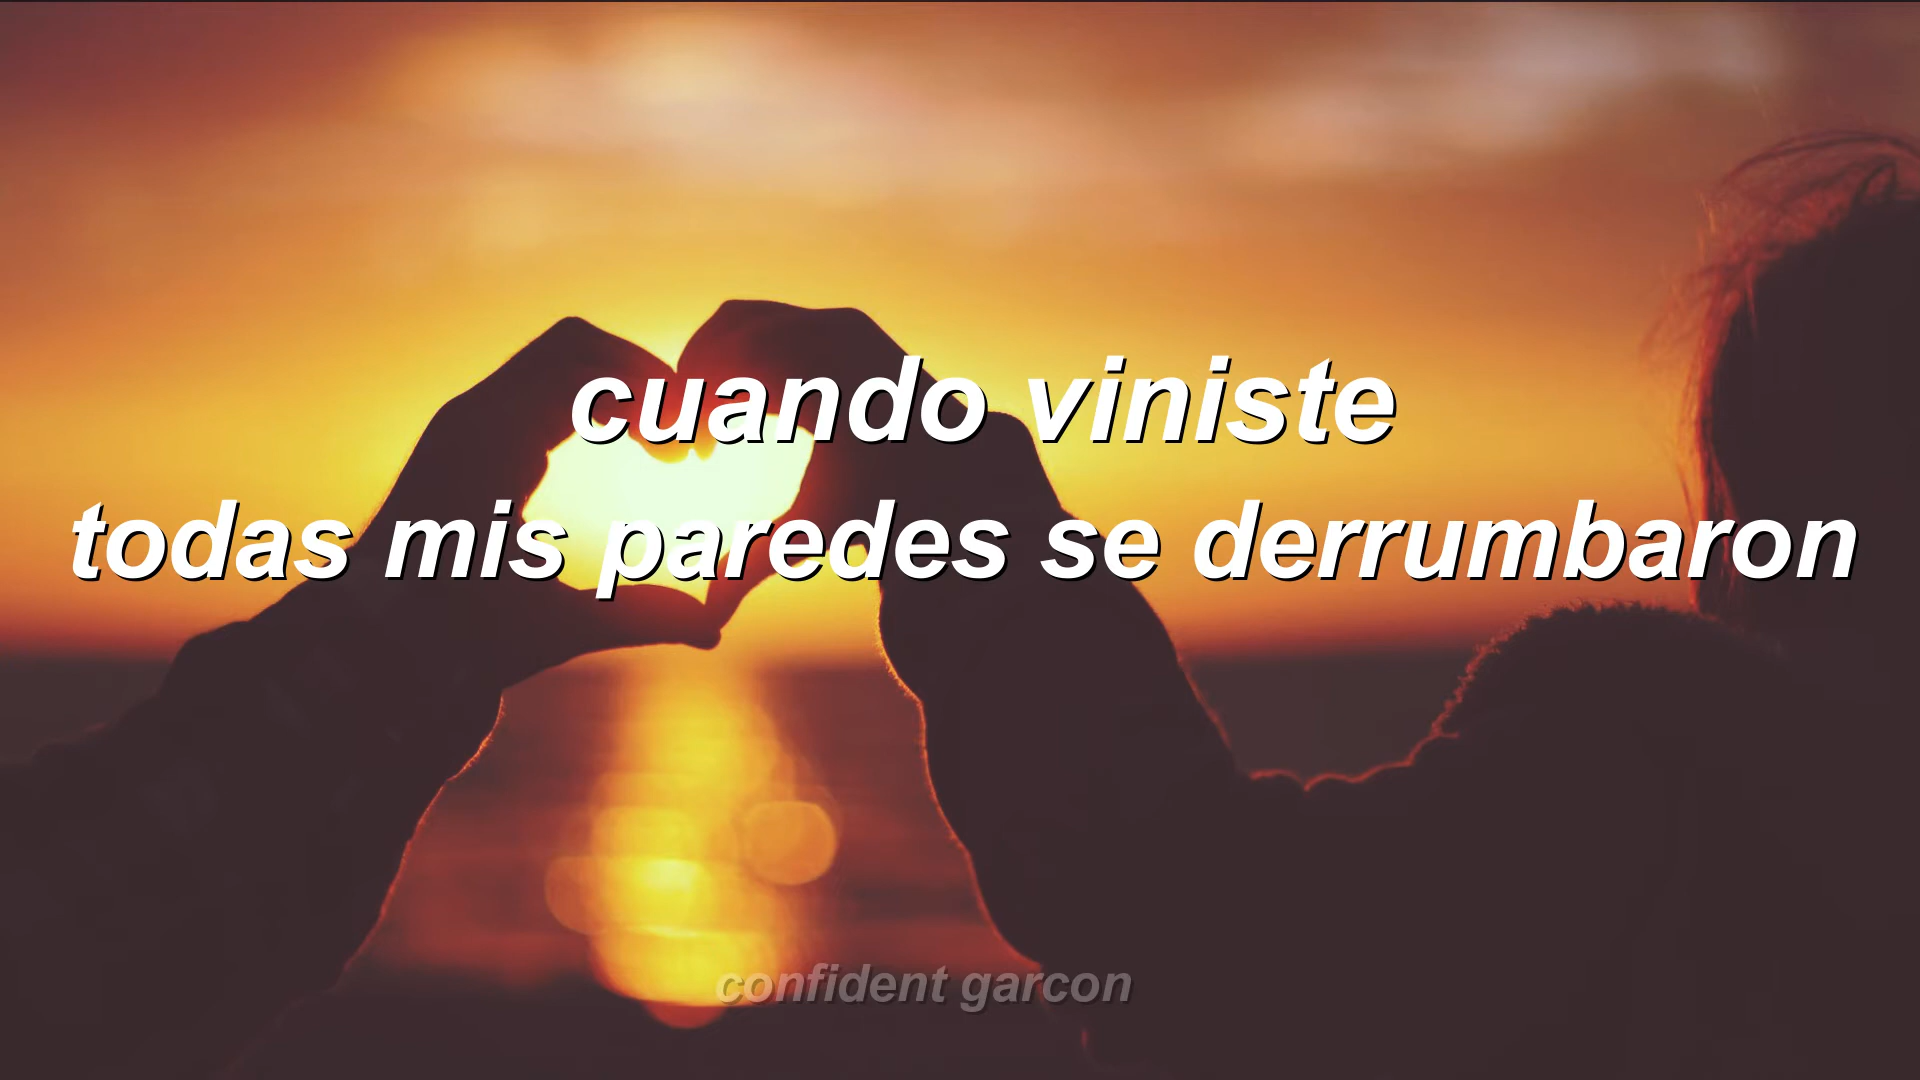 cuando viniste
todas mis paredes se derrumbaron
confident garcon